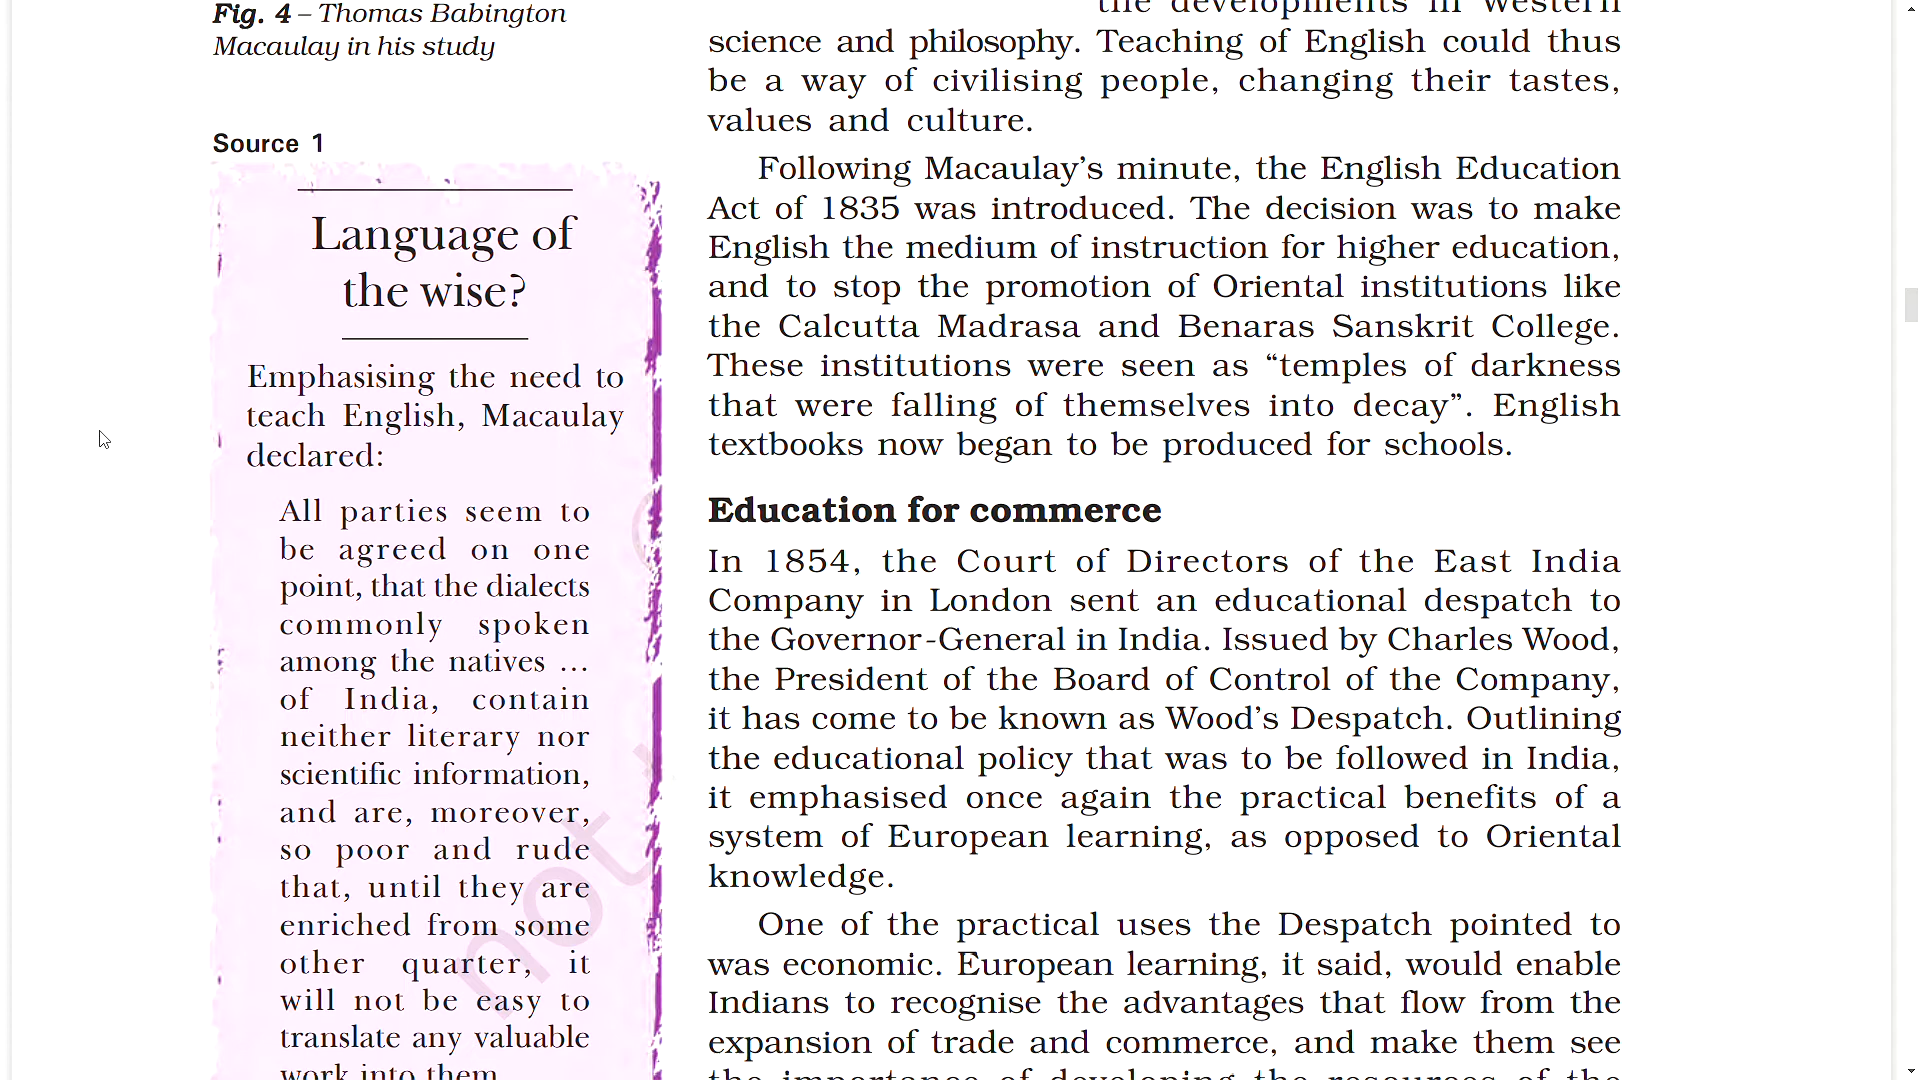 Fig. 4 – Thomas Babington
Macaulay in his study
Source 1
Language of
the wise?
Emphasising the need to
teach English, Macaulay
declared:
All parties seem to
be agreed on one
point, that the dialects
commonly spoken
among the natives ...
of India, contain
neither literary nor
scientific information,
and are, moreover,
so poor and rude
that, until they are
enriched from some
other quarter, it
will not be easy to
translate any valuable
work into them
not
the developments in Western
science and philosophy. Teaching of English could thus
be a way of civilising people, changing their tastes,
values and culture.
Following Macaulay’s minute, the English Education
Act of 1835 was introduced. The decision was to make
English the medium of instruction for higher education,
and to stop the promotion of Oriental institutions like
the Calcutta Madrasa and Benaras Sanskrit College.
These institutions were seen as “temples of darkness
that were falling of themselves into decay”. English
textbooks now began to be produced for schools.
Education for commerce
In 1854, the Court of Directors of the East India
Company in London sent an educational despatch to
the Governor-General in India. Issued by Charles Wood,
the President of the Board of Control of the Company,
it has come to be known as Wood’s Despatch. Outlining
the educational policy that was to be followed in India,
it emphasised once again the practical benefits of a
system of European learning, as opposed to Oriental
knowledge.
One of the practical uses the Despatch pointed to
was economic. European learning, it said, would enable
Indians to recognise the advantages that flow from the
expansion of trade and commerce, and make them see
the importance of developing the resources of the